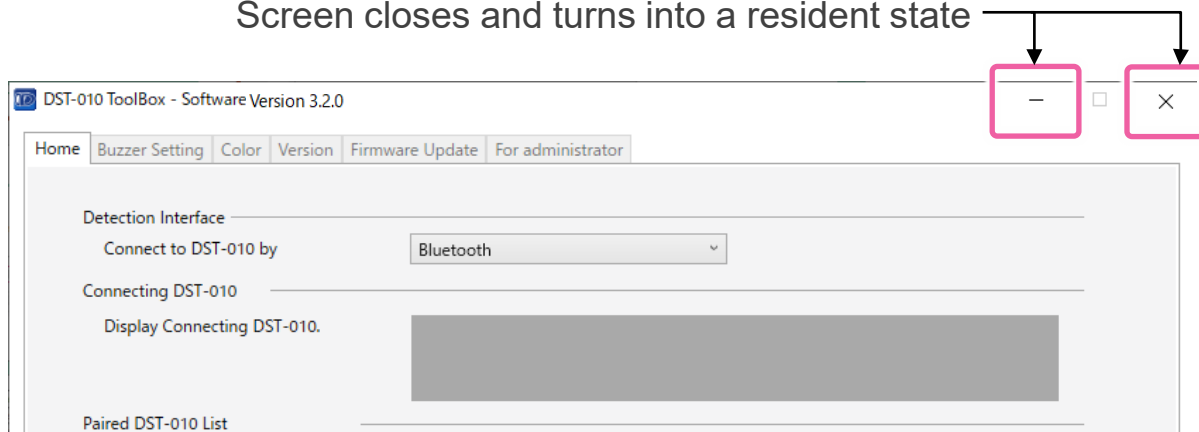 Screen closes and turns into a resident state
DST-010 ToolBox - Software Version 3.2.0
Home Buzzer Setting Color Version Firmware Update For administrator
Detection Interface
Connect to DST-010 by Bluetooth
Connecting DST-010
Display Connecting DST-010.
Paired DST-010 List